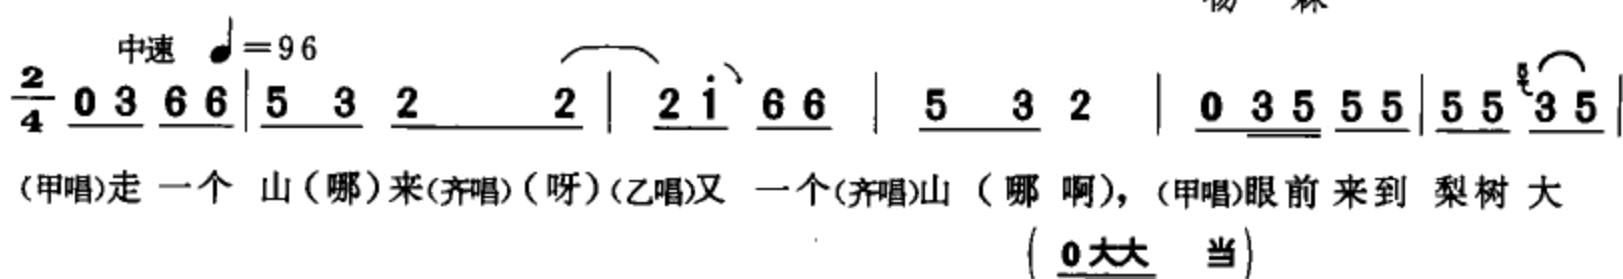 杨 森
中速 ♩=96
2/4 0 3 6 6 | 5 3 2 2 | 2 i 6 6 | 5 3 2 | 0 3 5 5 5 | 5 5 5 3 5 |
(甲唱)走 一个 山(哪)来(齐唱)(呀)(乙唱)又 一个(齐唱)山(哪 啊),(甲唱)眼前 来到 梨树 大
(0大大 当)